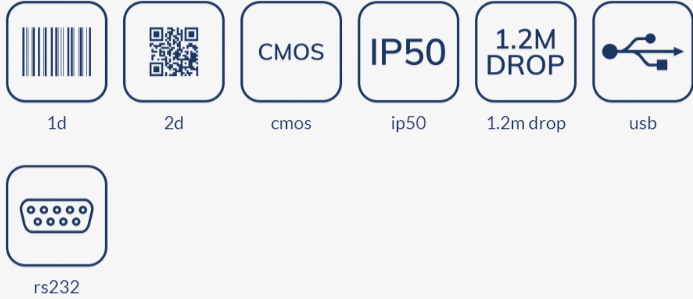 CMOS
IP50
1.2M
DROP
1d
2d
cmos
ip50
1.2m drop
usb
rs232